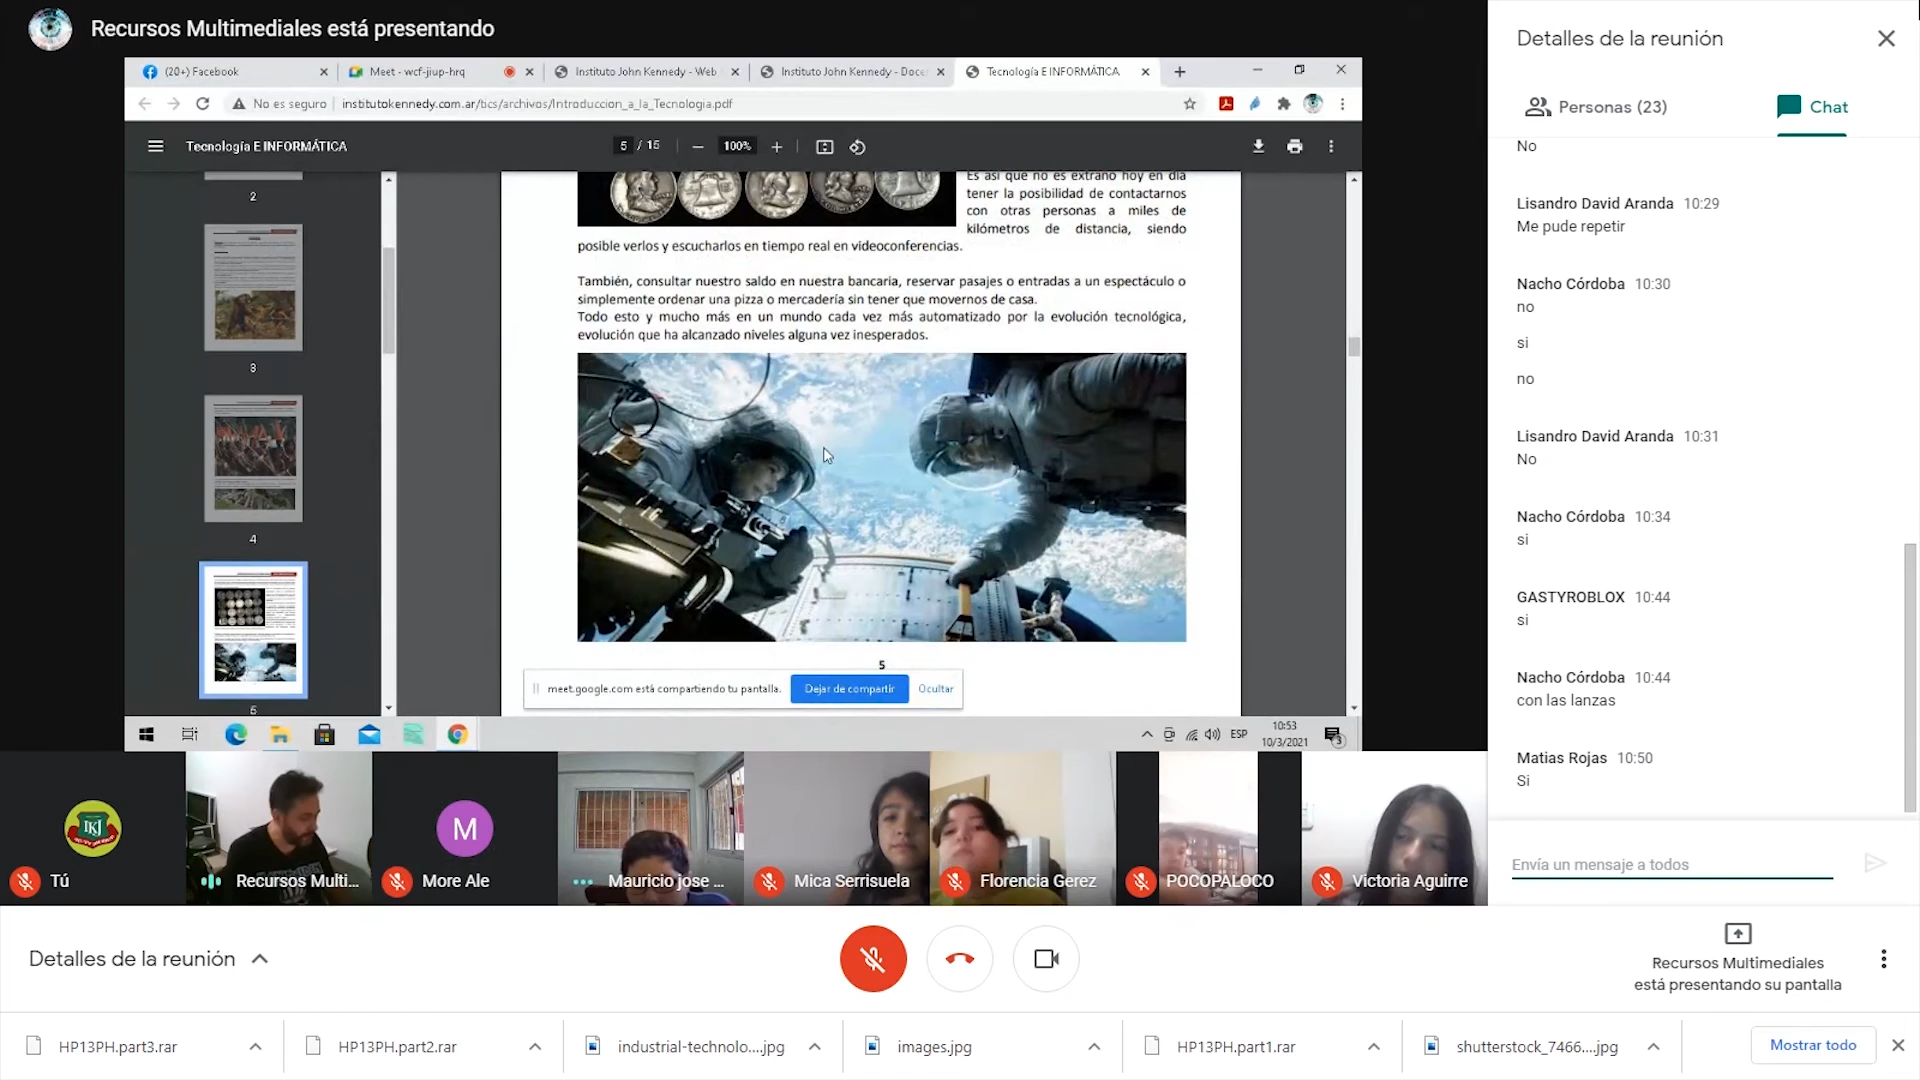 Recursos Multimediales está presentando
(20+) Facebook
Meet - wcf-jiup-hrq
Instituto John Kennedy - Web
Instituto John Kennedy - Doce
Tecnología E INFORMÁTICA
No es seguro
institutokennedy.com.ar/tics/archivos/Introduccion_a_la_Tecnologia.pdf
Tecnología E INFORMÁTICA
5 / 15
100%
2
3
4
5
Es así que no es extraño hoy en día
tener la posibilidad de contactarnos
con otras personas a miles de
kilómetros de distancia, siendo
posible verlos y escucharlos en tiempo real en videoconferencias.
También, consultar nuestro saldo en nuestra bancaria, reservar pasajes o entradas a un espectáculo o
simplemente ordenar una pizza o mercadería sin tener que movernos de casa.
Todo esto y mucho más en un mundo cada vez más automatizado por la evolución tecnológica,
evolución que ha alcanzado niveles alguna vez inesperados.
5
meet.google.com está compartiendo tu pantalla.
Dejar de compartir
Ocultar
ESP
10:53
10/3/2021
3
IKJ
Tú
Recursos Multi...
M
More Ale
Mauricio jose ...
Mica Serrisuela
Florencia Gerez
POCOPALOCO
Victoria Aguirre
Detalles de la reunión
Personas (23)
Chat
No
Lisandro David Aranda 10:29
Me pude repetir
Nacho Córdoba 10:30
no
si
no
Lisandro David Aranda 10:31
No
Nacho Córdoba 10:34
si
GASTYROBLOX 10:44
si
Nacho Córdoba 10:44
con las lanzas
Matias Rojas 10:50
Si
Envía un mensaje a todos
Detalles de la reunión
Recursos Multimediales
está presentando su pantalla
HP13PH.part3.rar
HP13PH.part2.rar
industrial-technolo....jpg
images.jpg
HP13PH.part1.rar
shutterstock_7466....jpg
Mostrar todo